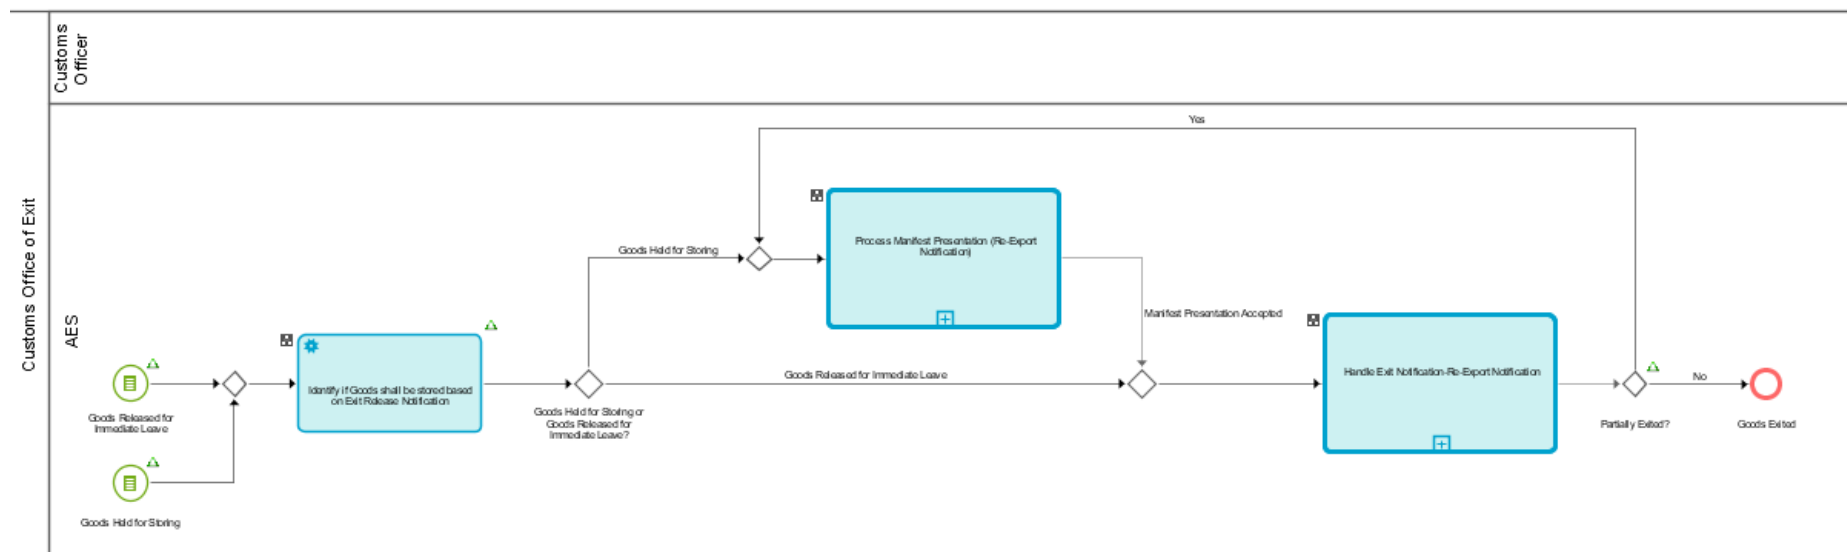 Customs
Officer
Customs Office of Exit
AES
Yes
Goods Held for Storing
Process Manifest Presentation (Re-Export
Notification)
Manifest Presentation Accepted
Goods Released for
Immediate Leave
Identify if Goods shall be stored based
on Exit Release Notification
Goods Held for Storing or
Goods Released for
Immediate Leave?
Goods Released for Immediate Leave
Handle Exit Notification-Re-Export Notification
Partially Exited?
No
Goods Exited
Goods Held for Storing